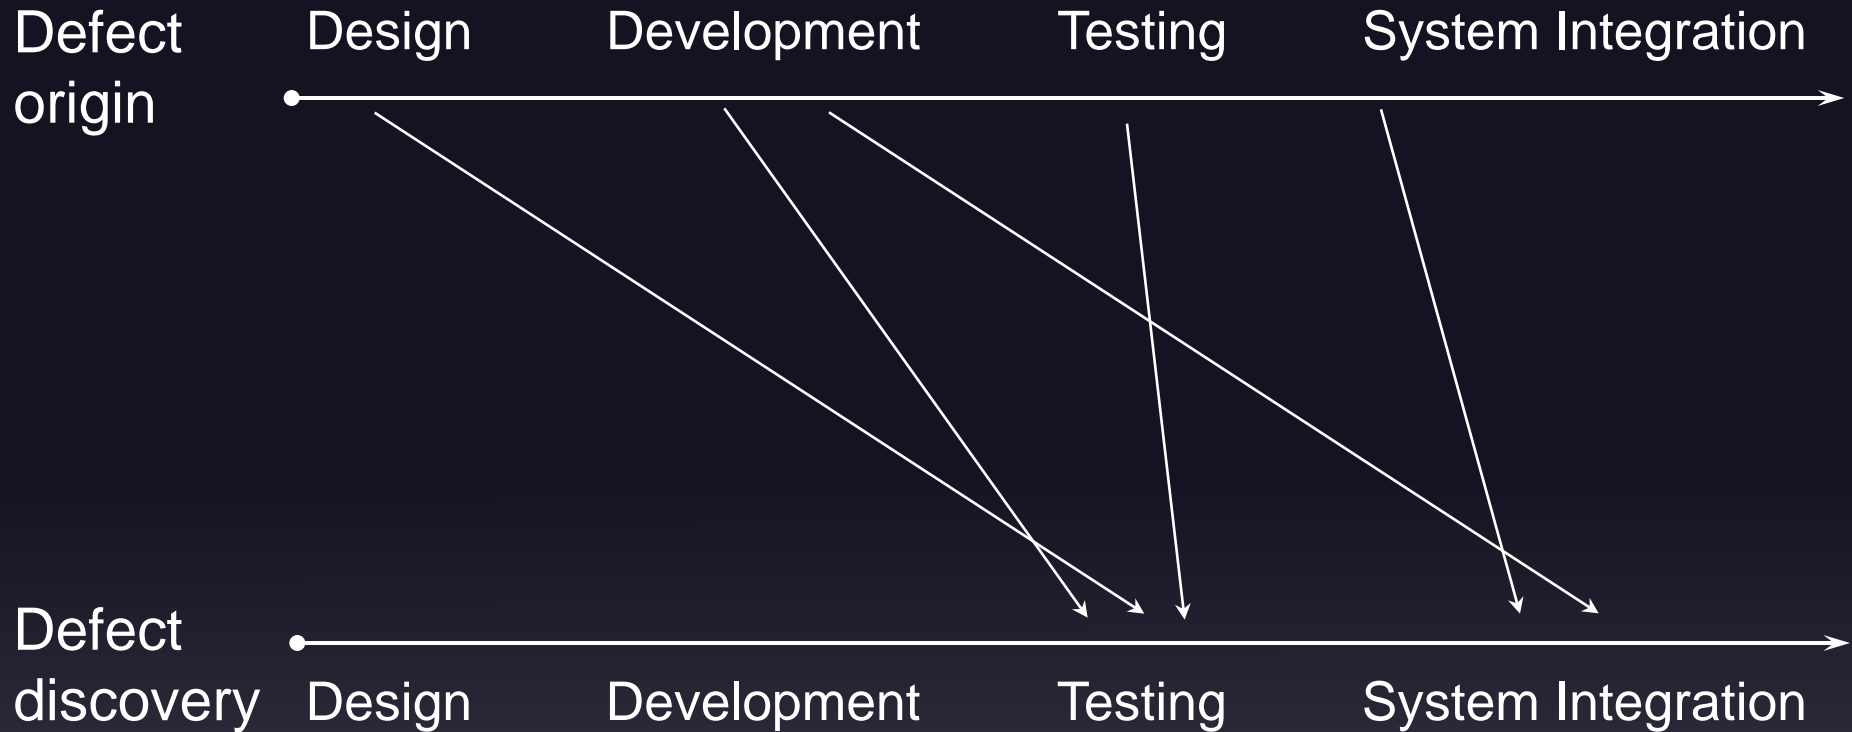 Defect
origin
Design Development Testing System Integration
Defect
discovery
Design Development Testing System Integration